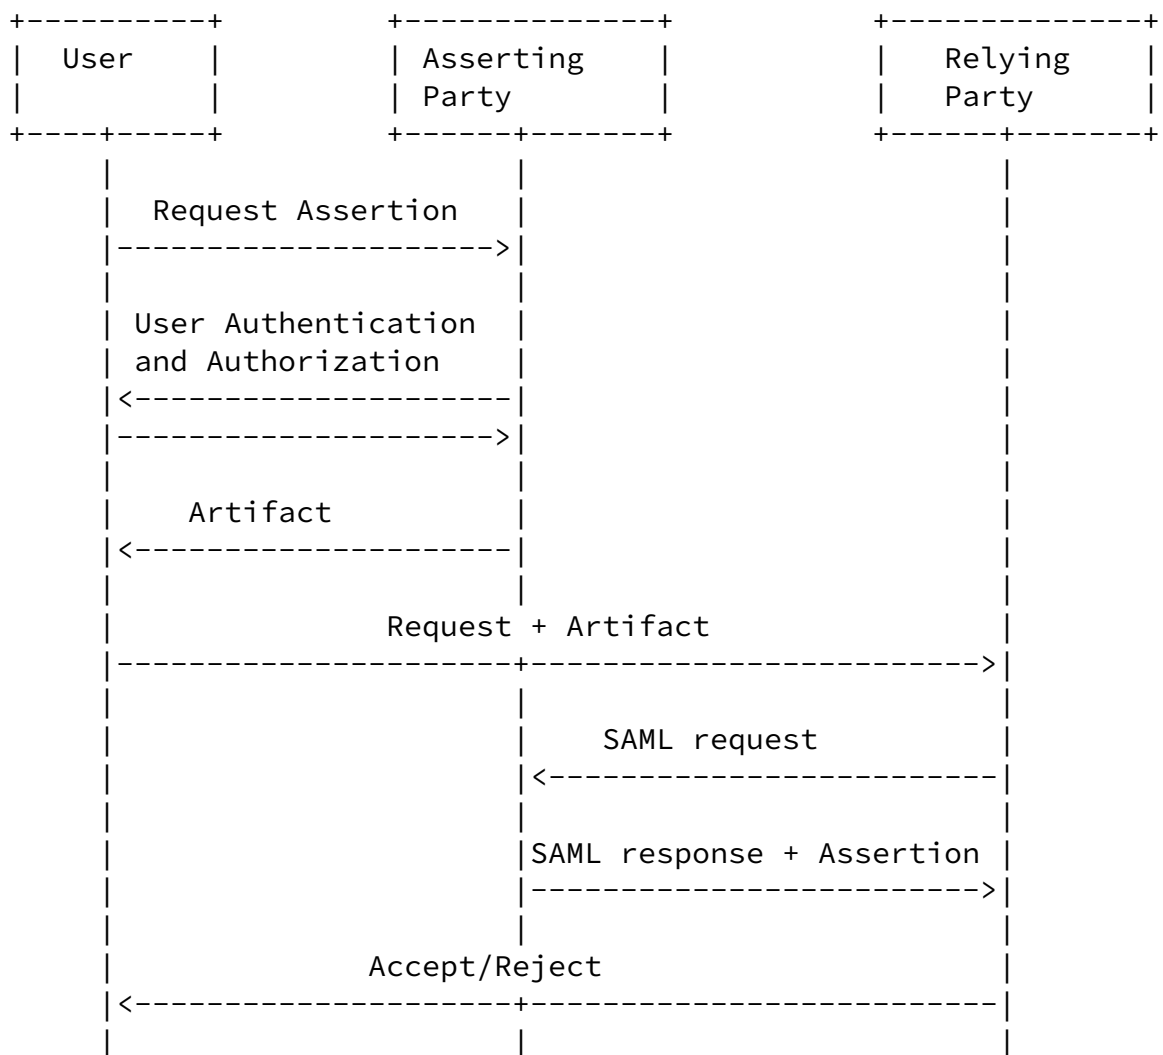 User Asserting Relying
Party Party
Request Assertion
User Authentication
and Authorization
Artifact
Request + Artifact
SAML request
SAML response + Assertion
Accept/Reject